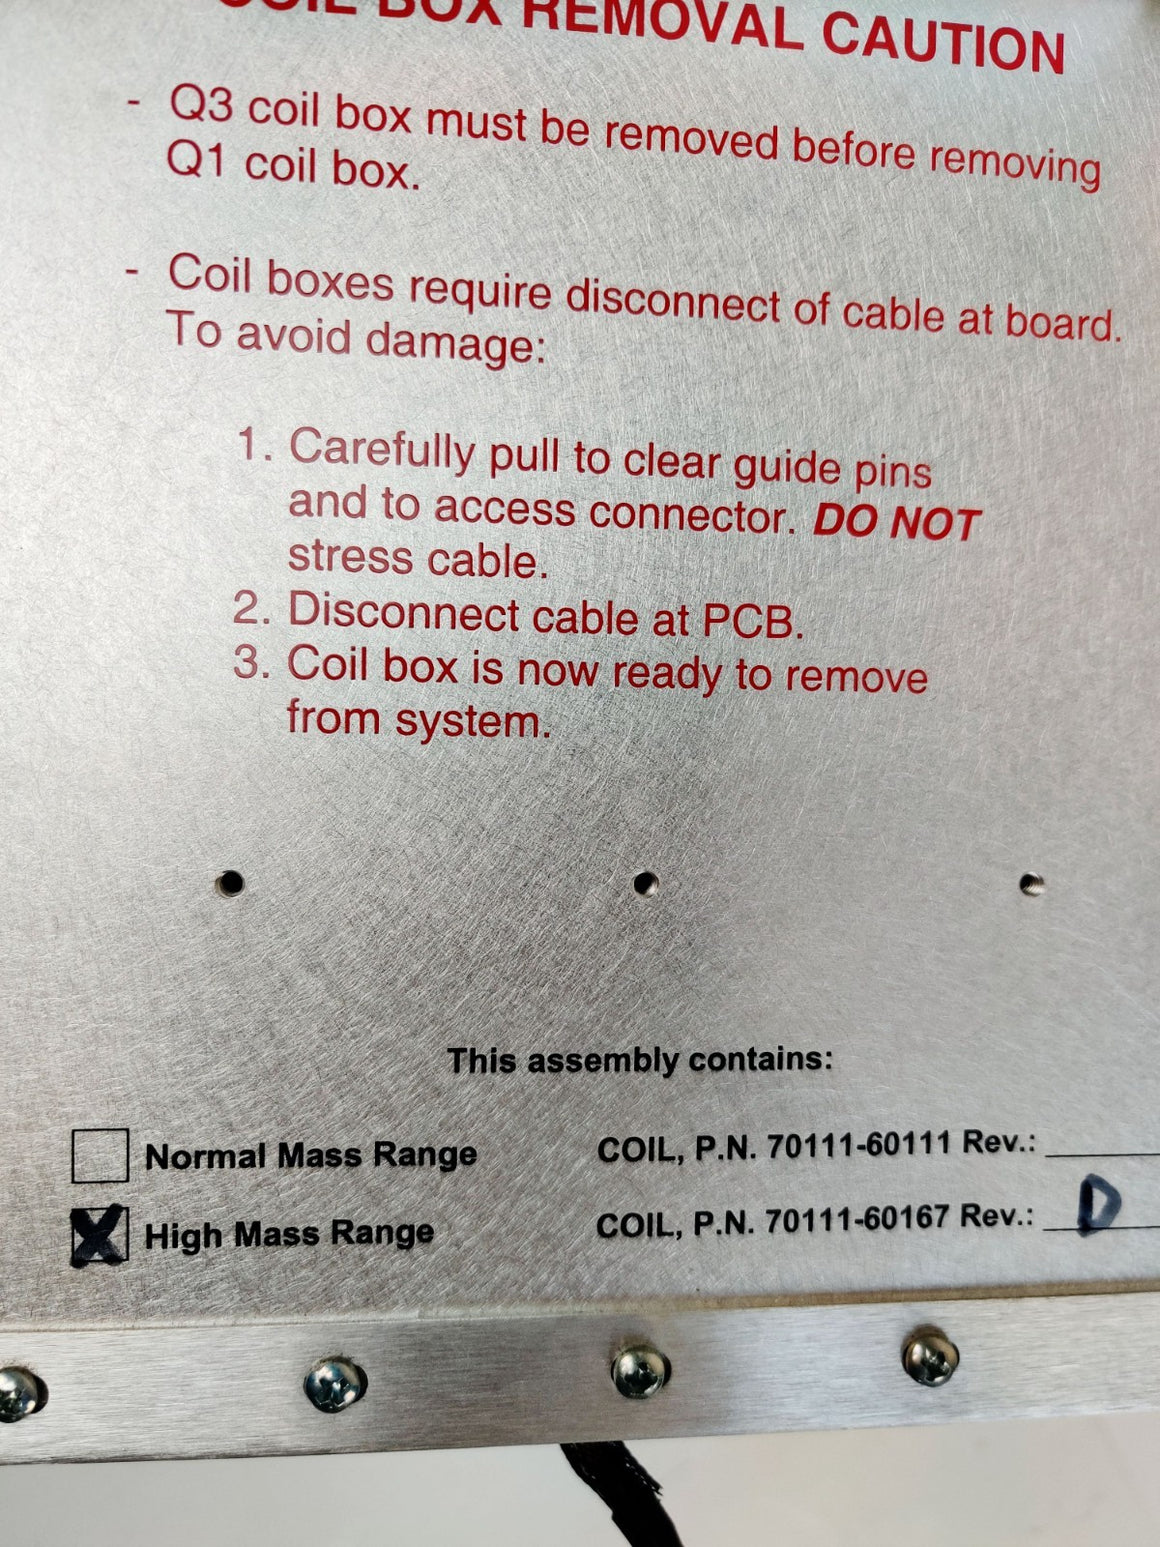 COIL BOX REMOVAL CAUTION
- Q3 coil box must be removed before removing
Q1 coil box.
- Coil boxes require disconnect of cable at board.
To avoid damage:
1. Carefully pull to clear guide pins
and to access connector. DO NOT
stress cable.
2. Disconnect cable at PCB.
3. Coil box is now ready to remove
from system.
This assembly contains:
Normal Mass Range COIL, P.N. 70111-60111 Rev.:
X High Mass Range COIL, P.N. 70111-60167 Rev.: D